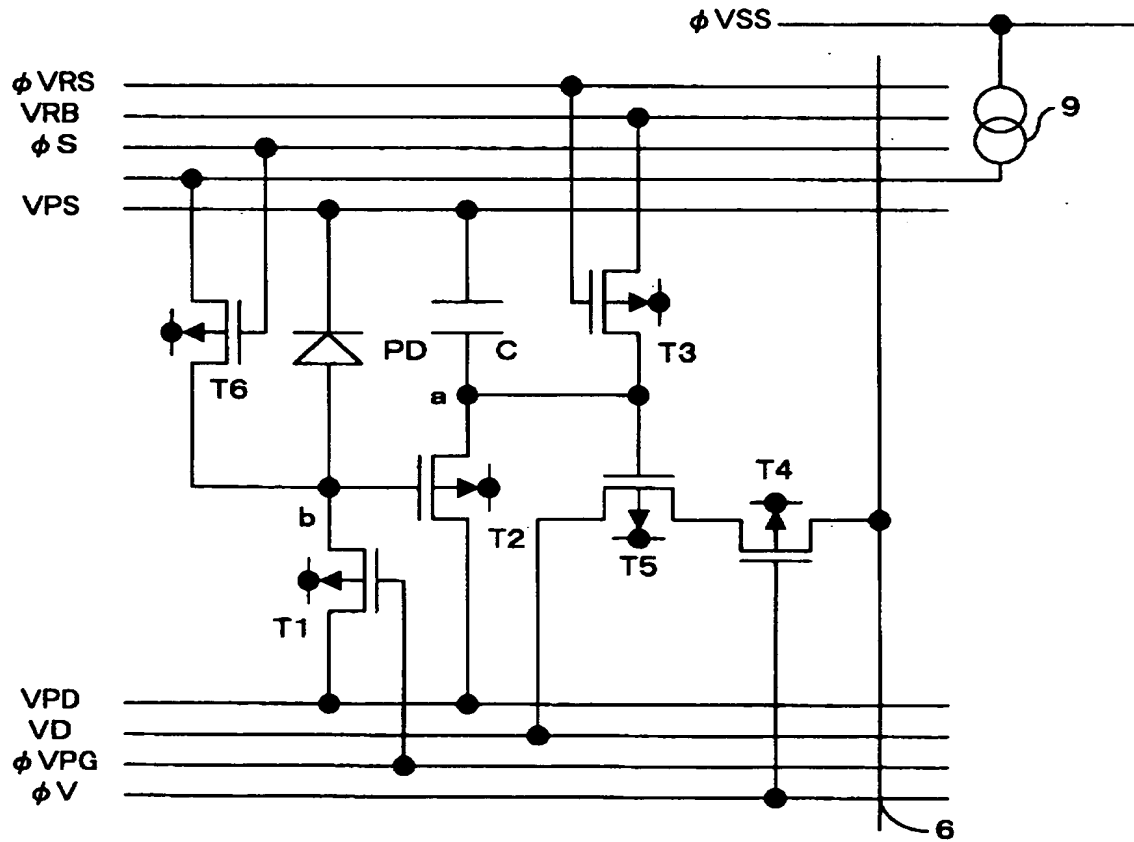 φVSS
φVRS
VRB
φS
VPS
9
PD
C
T3
T6
a
T4
b
T2
T5
T1
VPD
VD
φVPG
φV
6